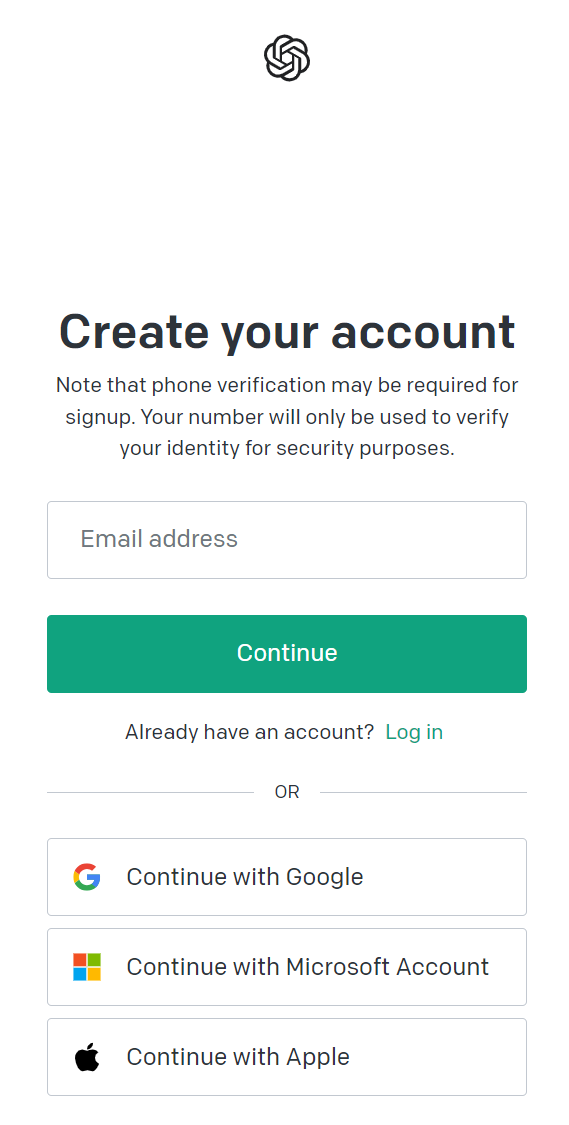 Create your account
Note that phone verification may be required for
signup. Your number will only be used to verify
your identity for security purposes.
Email address
Continue
Already have an account? Log in
OR
Continue with Google
Continue with Microsoft Account
Continue with Apple